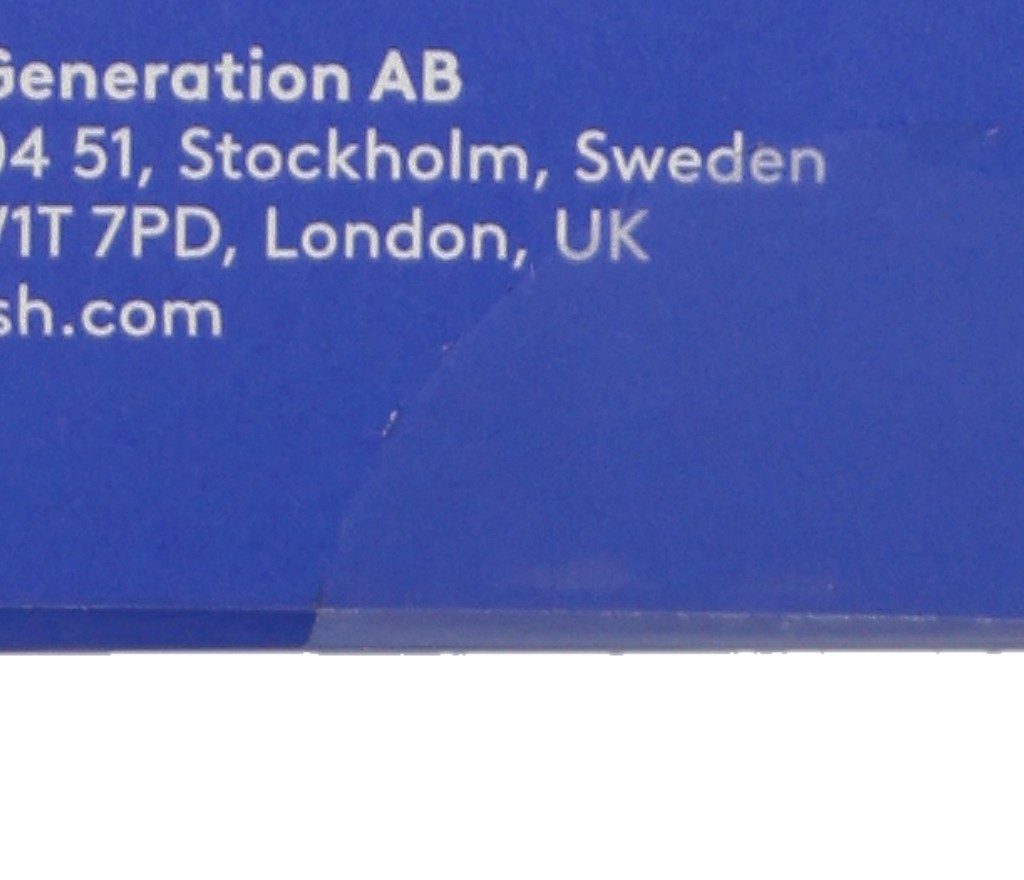 Generation AB
04 51, Stockholm, Sweden
1T 7PD, London, UK
sh.com